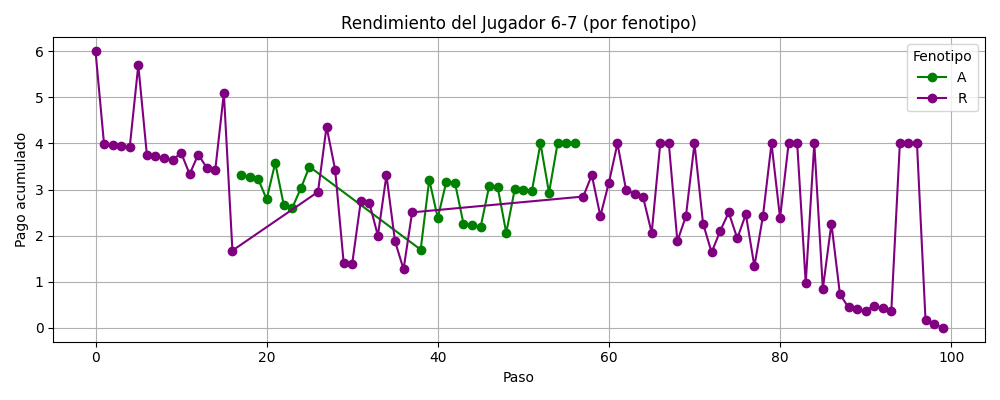 Rendimiento del Jugador 6-7 (por fenotipo)
Pago acumulado
6
5
4
3
2
1
0
Fenotipo
A
R
0 20 40 60 80 100
Paso